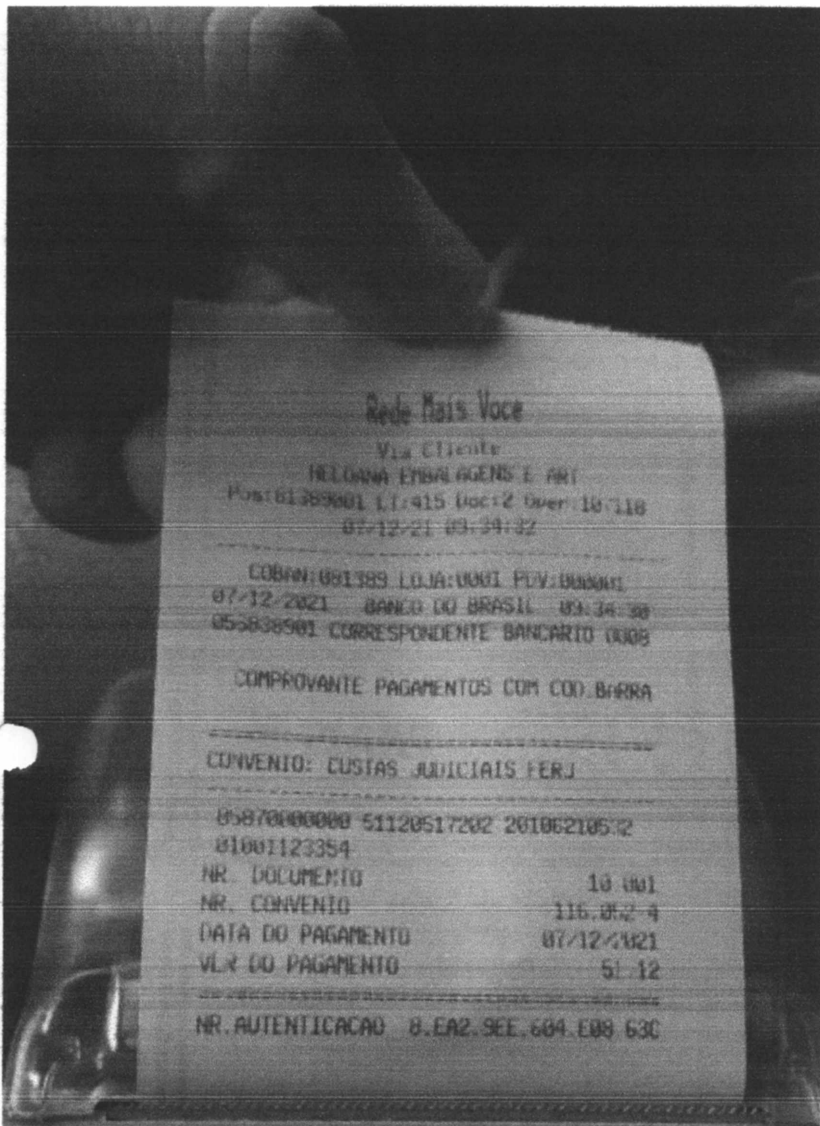 Rede Mais Voce
Via Cliente
HELOANA EMBALAGENS E ART
Pos:81389001 LT:415 Doc:2 Oper:10:118
07/12/21 09:34:32
COBAN:081389 LOJA:0001 PDV:000001
07/12/2021 BANCO DO BRASIL 09:34:30
055838901 CORRESPONDENTE BANCARIO 0008
COMPROVANTE PAGAMENTOS COM COD.BARRA
CONVENIO: CUSTAS JUDICIAIS FERJ
85870000000 51120517202 20106210532
01001123354
NR. DOCUMENTO 10.001
NR. CONVENIO 116.052-4
DATA DO PAGAMENTO 07/12/2021
VLR DO PAGAMENTO 51,12
NR.AUTENTICACAO 8.EA2.9EE.604.E08.63C